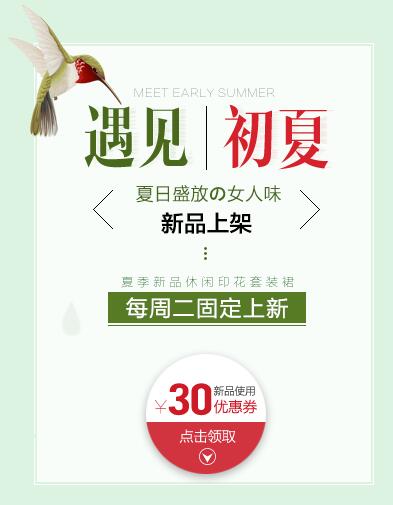 MEET EARLY SUMMER
遇见 初夏
夏日盛放の女人味
新品上架
夏季新品休闲印花套装裙
每周二固定上新
¥30 新品使用
优惠券
点击领取